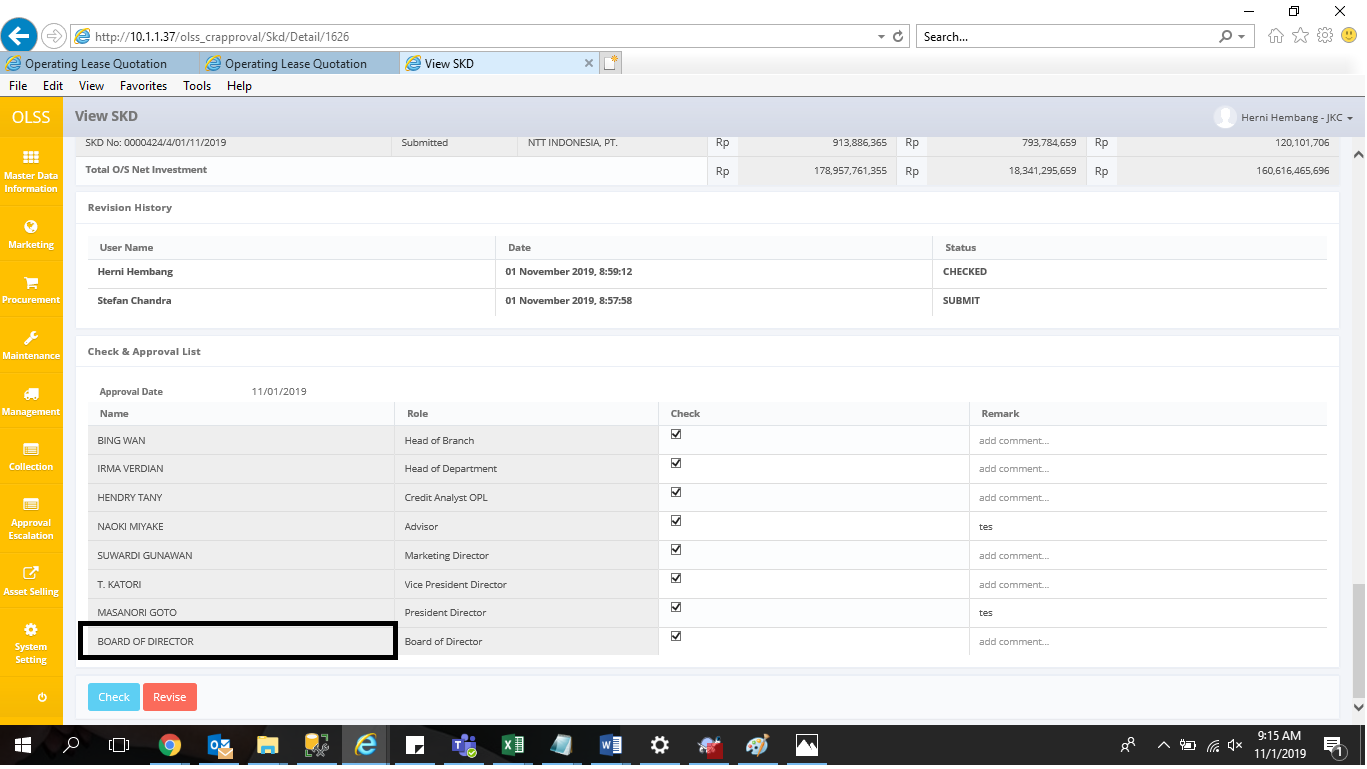 http://10.1.1.37/olss_crapproval/Skd/Detail/1626
Search...
Operating Lease Quotation
Operating Lease Quotation
View SKD
File Edit View Favorites Tools Help
OLSS
View SKD
Herni Hembang - JKC
SKD No: 0000424/4/01/11/2019 Submitted NTT INDONESIA, PT. Rp 913,886,365 Rp 793,784,659 Rp 120,101,706
Total O/S Net Investment Rp 178,957,761,355 Rp 18,341,295,659 Rp 160,616,465,696
Master Data
Information
Marketing
Procurement
Maintenance
Management
Collection
Approval
Escalation
Asset Selling
System
Setting
Revision History
User Name Date Status
Herni Hembang 01 November 2019, 8:59:12 CHECKED
Stefan Chandra 01 November 2019, 8:57:58 SUBMIT
Check & Approval List
Approval Date 11/01/2019
Name Role Check Remark
BING WAN Head of Branch add comment...
IRMA VERDIAN Head of Department add comment...
HENDRY TANY Credit Analyst OPL add comment...
NAOKI MIYAKE Advisor tes
SUWARDI GUNAWAN Marketing Director add comment...
T. KATORI Vice President Director add comment...
MASANORI GOTO President Director tes
BOARD OF DIRECTOR Board of Director add comment...
Check Revise
9:15 AM
11/1/2019
1